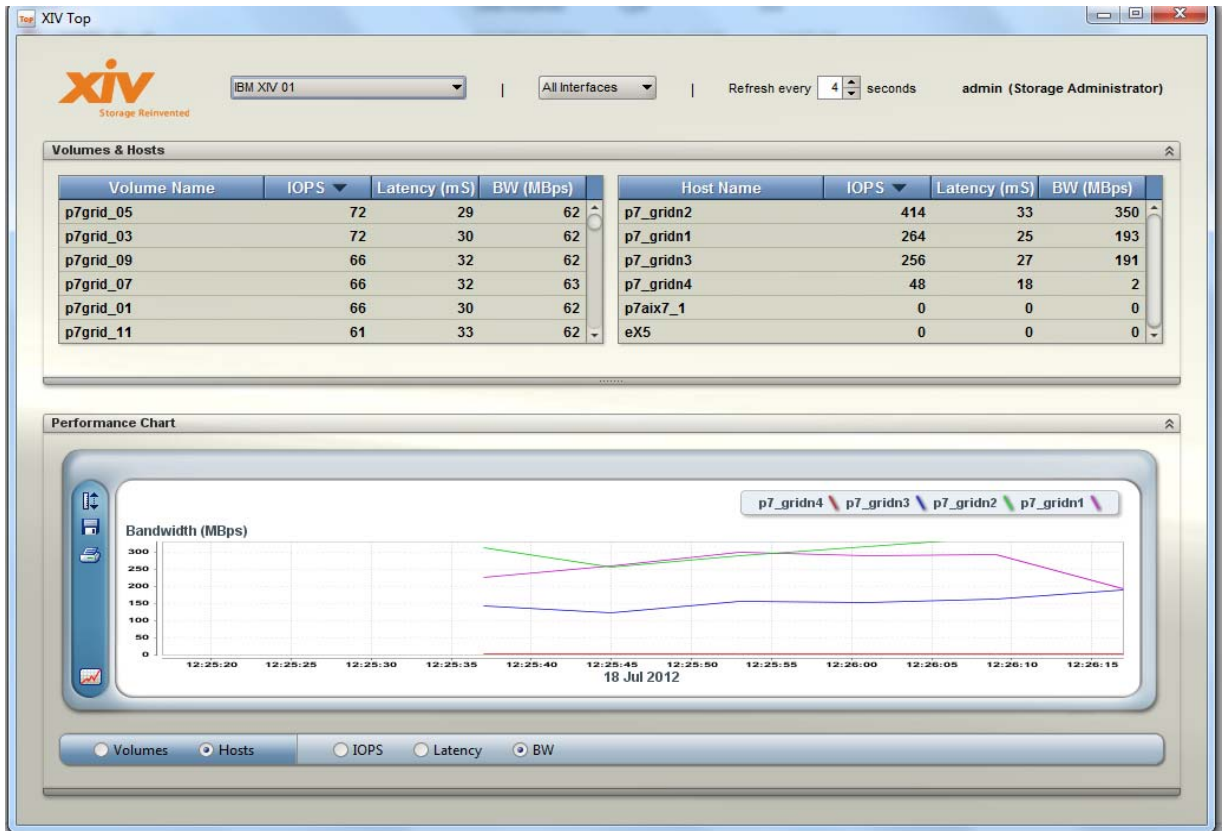 Top XIV Top
xiv
Storage Reinvented
IBM XIV 01 | All Interfaces | Refresh every 4 seconds admin (Storage Administrator)
Volumes & Hosts
Volume Name IOPS Latency (mS) BW (MBps) Host Name IOPS Latency (mS) BW (MBps)
p7grid_05 72 29 62 p7_gridn2 414 33 350
p7grid_03 72 30 62 p7_gridn1 264 25 193
p7grid_09 66 32 62 p7_gridn3 256 27 191
p7grid_07 66 32 63 p7_gridn4 48 18 2
p7grid_01 66 30 62 p7aix7_1 0 0 0
p7grid_11 61 33 62 eX5 0 0 0
Performance Chart
p7_gridn4 p7_gridn3 p7_gridn2 p7_gridn1
Bandwidth (MBps)
300
250
200
150
100
50
0
12:25:20 12:25:25 12:25:30 12:25:35 12:25:40 12:25:45 12:25:50 12:25:55 12:26:00 12:26:05 12:26:10 12:26:15
18 Jul 2012
Volumes Hosts IOPS Latency BW